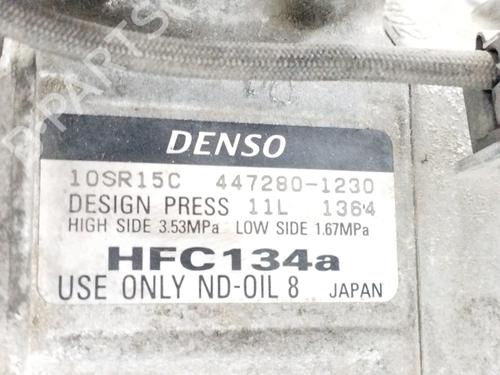 DENSO
10SR15C 447280-1230
DESIGN PRESS 11L 1364
HIGH SIDE 3.53MPa LOW SIDE 1.67MPa
HFC134a
USE ONLY ND-OIL 8 JAPAN